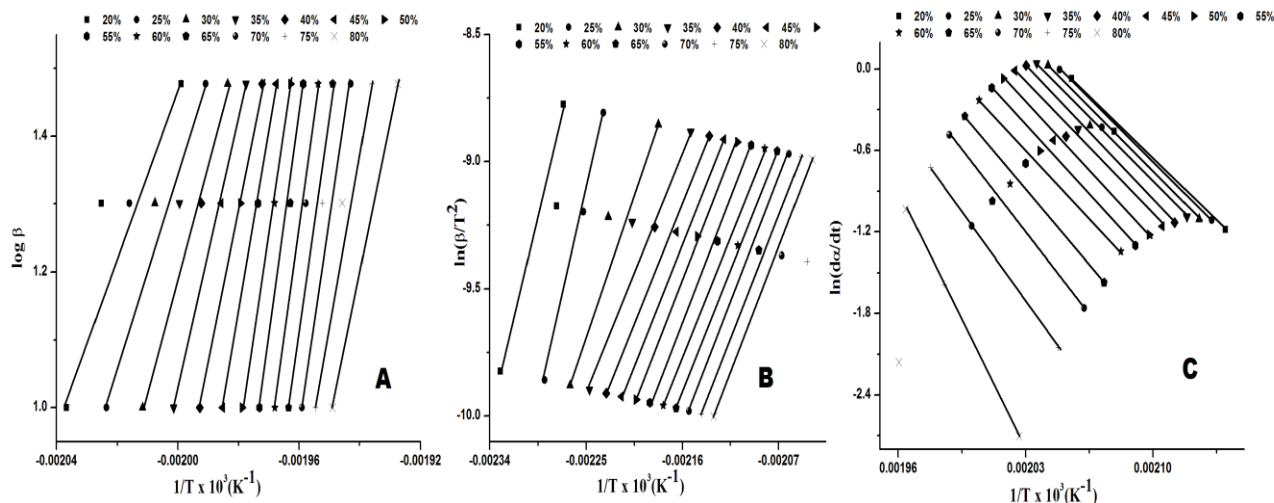 20% 25% 30% 35% 40% 45% 50%
55% 60% 65% 70% 75% 80%
log β
1.4
1.2
1.0
A
-0.00204 -0.00200 -0.00196 -0.00192
1/T x 10³(K⁻¹)
20% 25% 30% 35% 40% 45% 50%
55% 60% 65% 70% 75% 80%
ln(β/T²)
-8.5
-9.0
-9.5
-10.0
B
-0.00234 -0.00225 -0.00216 -0.00207
1/T x 10³(K⁻¹)
20% 25% 30% 35% 40% 45% 50% 55%
60% 65% 70% 75% 80%
ln(dα/dt)
0.0
-0.6
-1.2
-1.8
-2.4
C
0.00196 0.00203 0.00210
1/T x 10³(K⁻¹)